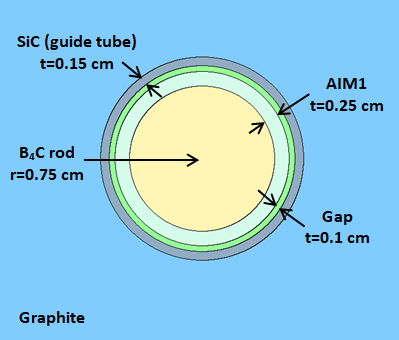 SiC (guide tube)
t=0.15 cm
AIM1
t=0.25 cm
B₄C rod
r=0.75 cm
Gap
t=0.1 cm
Graphite